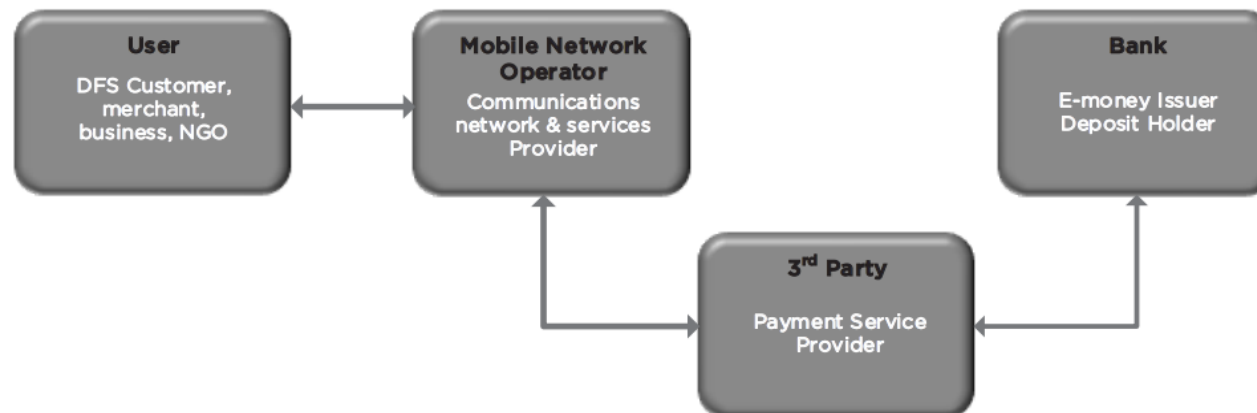 User
DFS Customer,
merchant,
business, NGO
Mobile Network
Operator
Communications
network & services
Provider
Bank
E-money Issuer
Deposit Holder
3rd Party
Payment Service
Provider